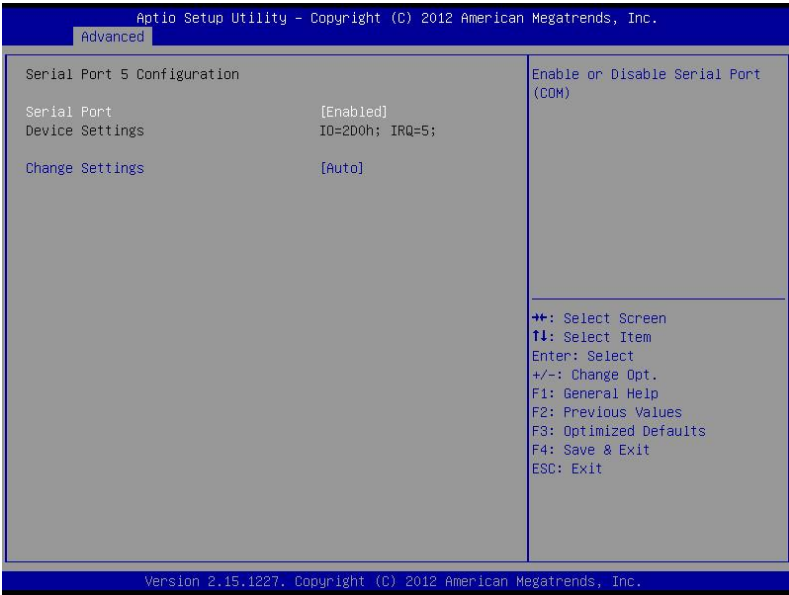 Aptio Setup Utility – Copyright (C) 2012 American Megatrends, Inc.
Advanced
Serial Port 5 Configuration
Serial Port [Enabled]
Device Settings IO=2D0h; IRQ=5;
Change Settings [Auto]
Enable or Disable Serial Port
(COM)
→←: Select Screen
↑↓: Select Item
Enter: Select
+/-: Change Opt.
F1: General Help
F2: Previous Values
F3: Optimized Defaults
F4: Save & Exit
ESC: Exit
Version 2.15.1227. Copyright (C) 2012 American Megatrends, Inc.